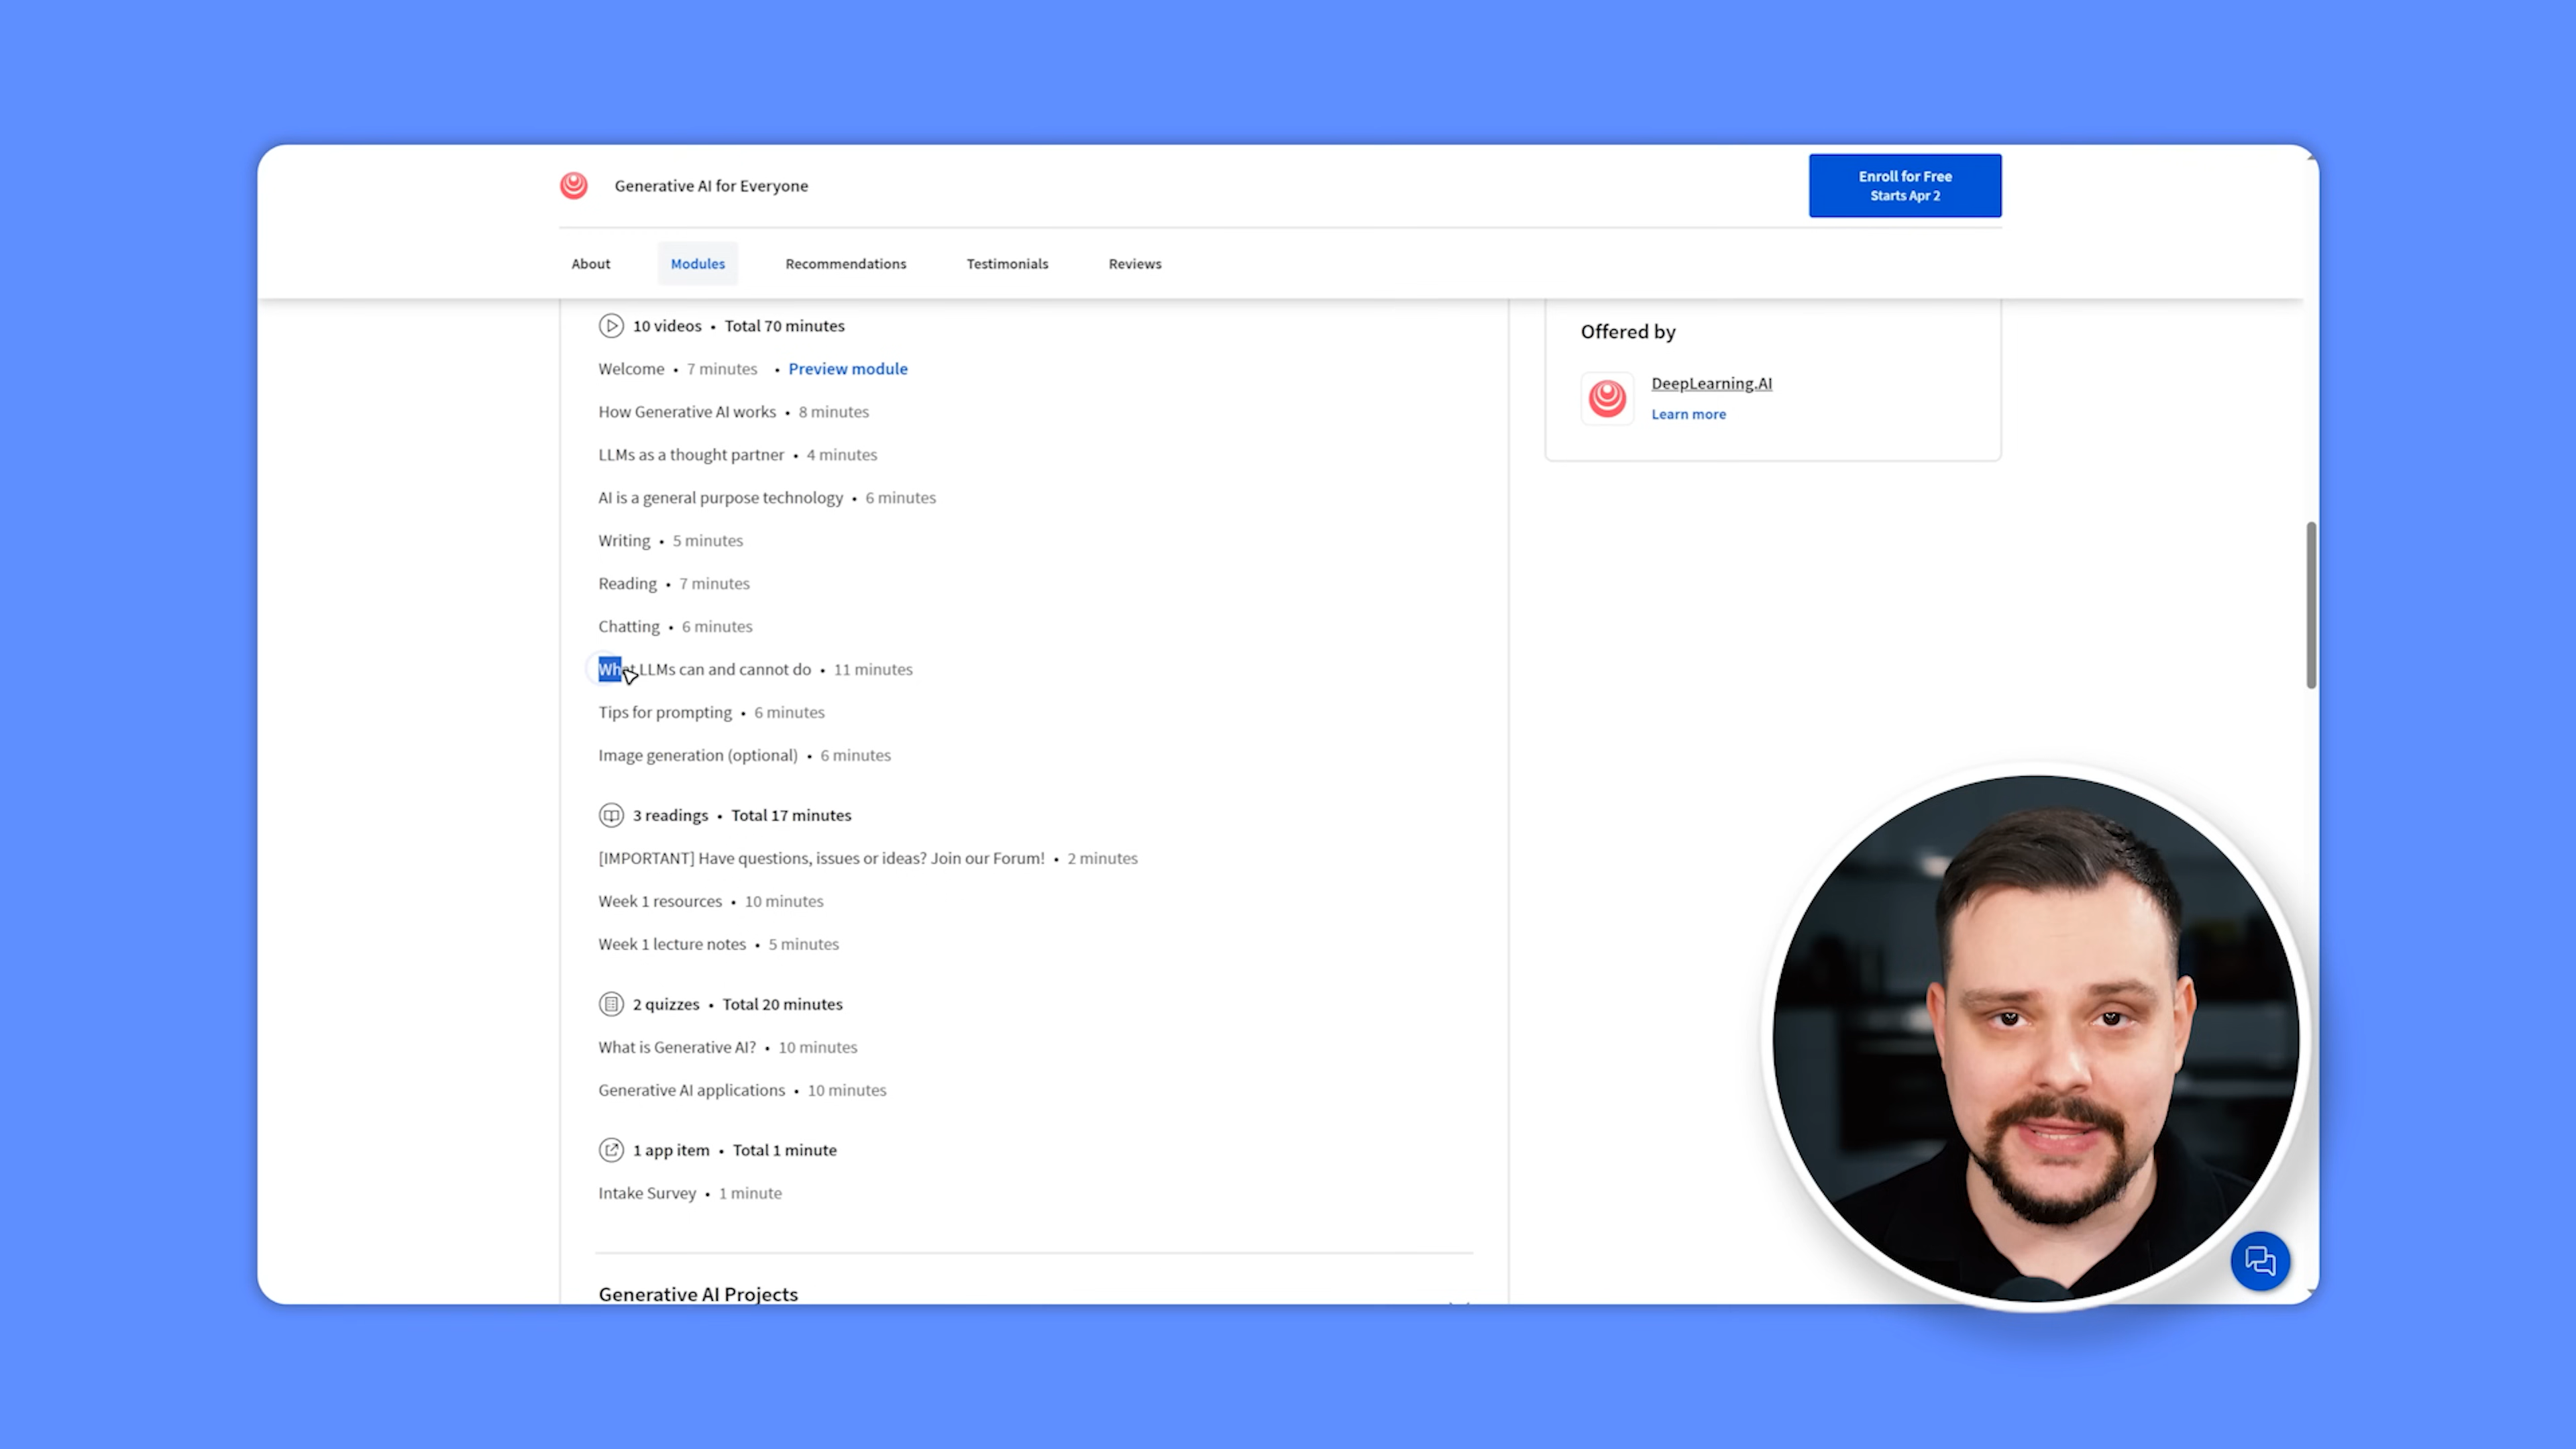 Generative AI for Everyone
Enroll for Free
Starts Apr 2
About
Modules
Recommendations
Testimonials
Reviews
10 videos • Total 70 minutes
Welcome • 7 minutes • Preview module
How Generative AI works • 8 minutes
LLMs as a thought partner • 4 minutes
AI is a general purpose technology • 6 minutes
Writing • 5 minutes
Reading • 7 minutes
Chatting • 6 minutes
What LLMs can and cannot do • 11 minutes
Tips for prompting • 6 minutes
Image generation (optional) • 6 minutes
3 readings • Total 17 minutes
[IMPORTANT] Have questions, issues or ideas? Join our Forum! • 2 minutes
Week 1 resources • 10 minutes
Week 1 lecture notes • 5 minutes
2 quizzes • Total 20 minutes
What is Generative AI? • 10 minutes
Generative AI applications • 10 minutes
1 app item • Total 1 minute
Intake Survey • 1 minute
Generative AI Projects
Offered by
DeepLearning.AI
Learn more